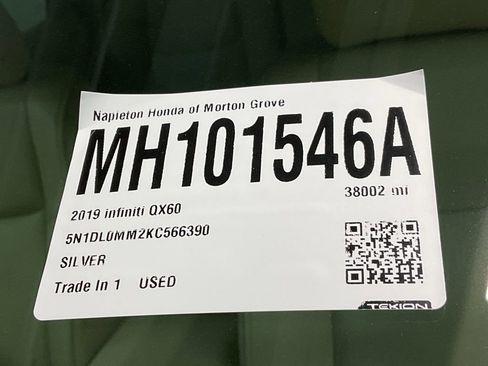 Napleton Honda of Morton Grove
MH101546A
38002 mi
2019 infiniti QX60
5N1DL0MM2KC566390
SILVER
Trade In 1 USED
TEKION